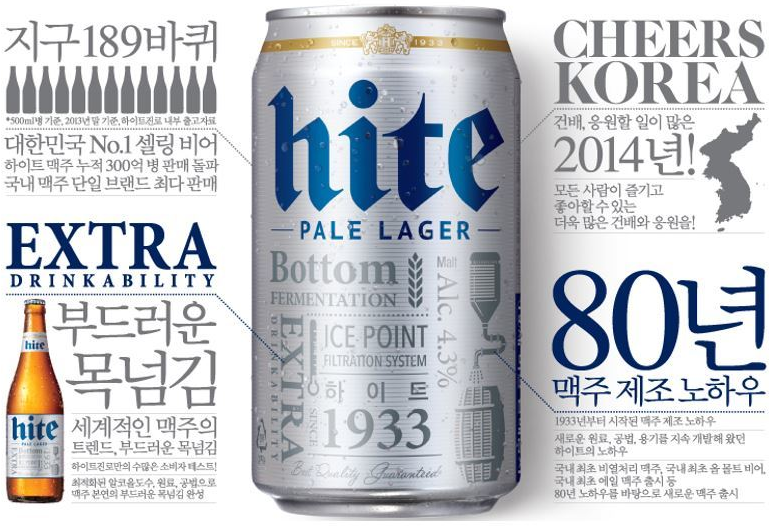 지구 189바퀴
*500ml병 기준, 2013년 말 기준, 하이트진로 내부 출고자료
대한민국 No.1 셀링 비어
하이트 맥주 누적 300억 병 판매 돌파
국내 맥주 단일 브랜드 최다 판매
EXTRA
DRINKABILITY
부드러운
목넘김
세계적인 맥주의
트렌드, 부드러운 목넘김
하이트진로만의 수많은 소비자 테스트!
최적화된 알코올도수, 원료, 공법으로
맥주 본연의 부드러운 목넘김 완성
hite
PALE LAGER
Bottom
EXTRA
SINCE 1933
hite
PALE LAGER
Bottom
FERMENTATION
Malt
Alc. 4.3%
ICE POINT
FILTRATION SYSTEM
EXTRA
DRINKABILITY
하이트
SINCE
1933
Best Quality Guaranteed
CHEERS
KOREA
건배, 응원할 일이 많은
2014년!
모든 사람이 즐기고
좋아할 수 있는
더욱 많은 건배와 응원을!
80년
맥주 제조 노하우
1933년부터 시작된 맥주 제조 노하우
새로운 원료, 공법, 용기를 지속 개발해 왔던
하이트의 노하우
국내 최초 비열처리 맥주, 국내 최초 올 몰트 비어,
국내 최초 에일 맥주 출시 등
80년 노하우를 바탕으로 새로운 맥주 출시